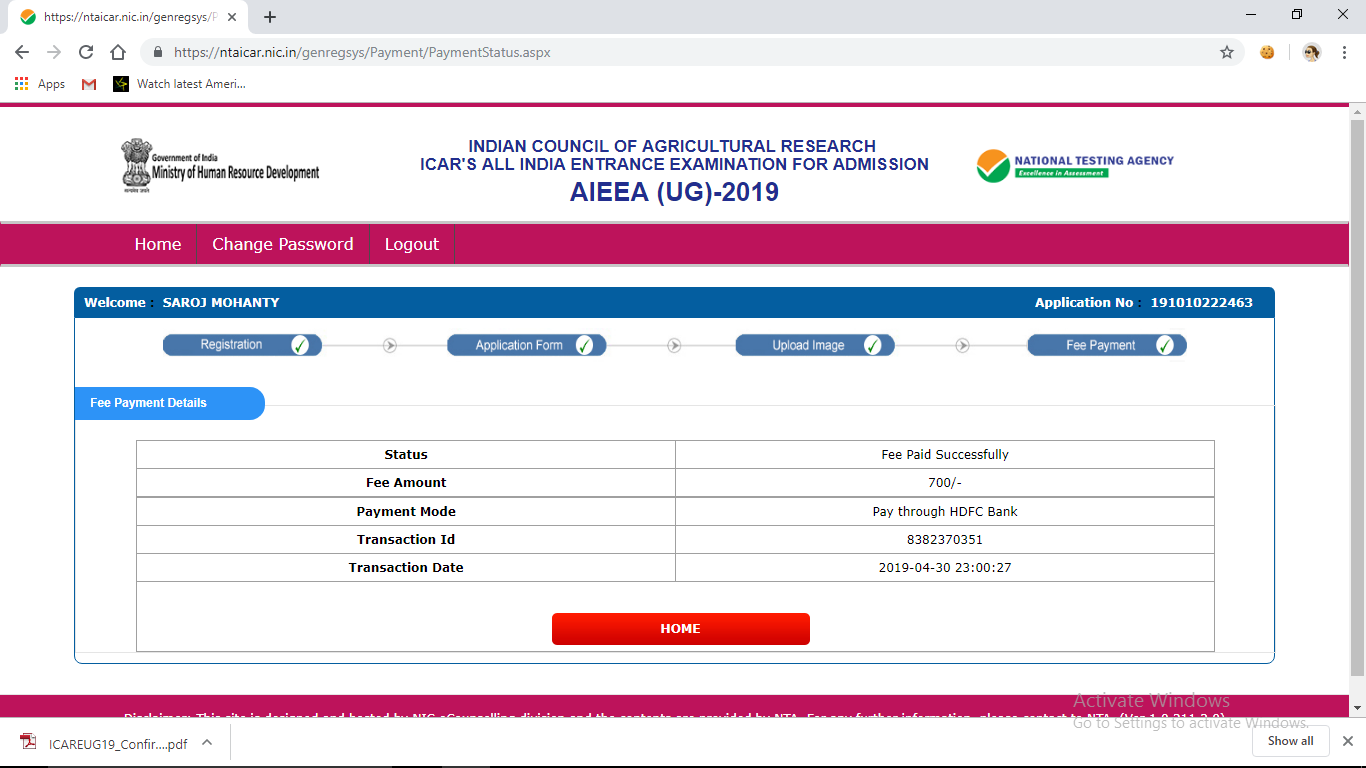 https://ntaicar.nic.in/genregsys/P
https://ntaicar.nic.in/genregsys/Payment/PaymentStatus.aspx
Apps
Watch latest Ameri...
Government of India
Ministry of Human Resource Development
सत्यमेव जयते
INDIAN COUNCIL OF AGRICULTURAL RESEARCH
ICAR'S ALL INDIA ENTRANCE EXAMINATION FOR ADMISSION
AIEEA (UG)-2019
NATIONAL TESTING AGENCY
Excellence in Assessment
Home Change Password Logout
Welcome : SAROJ MOHANTY Application No : 191010222463
Registration Application Form Upload Image Fee Payment
Fee Payment Details
Status Fee Paid Successfully
Fee Amount 700/-
Payment Mode Pay through HDFC Bank
Transaction Id 8382370351
Transaction Date 2019-04-30 23:00:27
HOME
Disclaimer: This site is designed and hosted by NIC eCounselling division and the contents are provided by NTA. For any further information, please contact to NTA.
Activate Windows
Go to Settings to activate Windows.
ICAREUG19_Confir....pdf
Show all